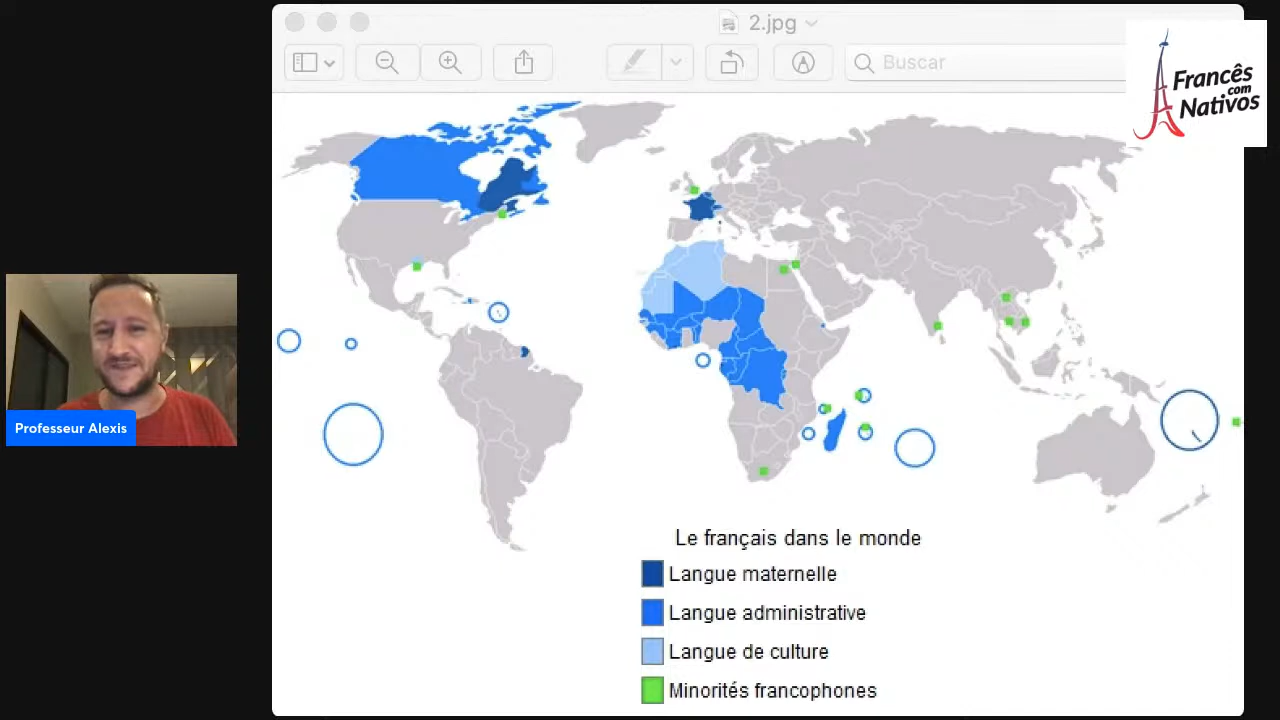 2.jpg
Buscar
Francês
com
Nativos
Professeur Alexis
Le français dans le monde
Langue maternelle
Langue administrative
Langue de culture
Minorités francophones